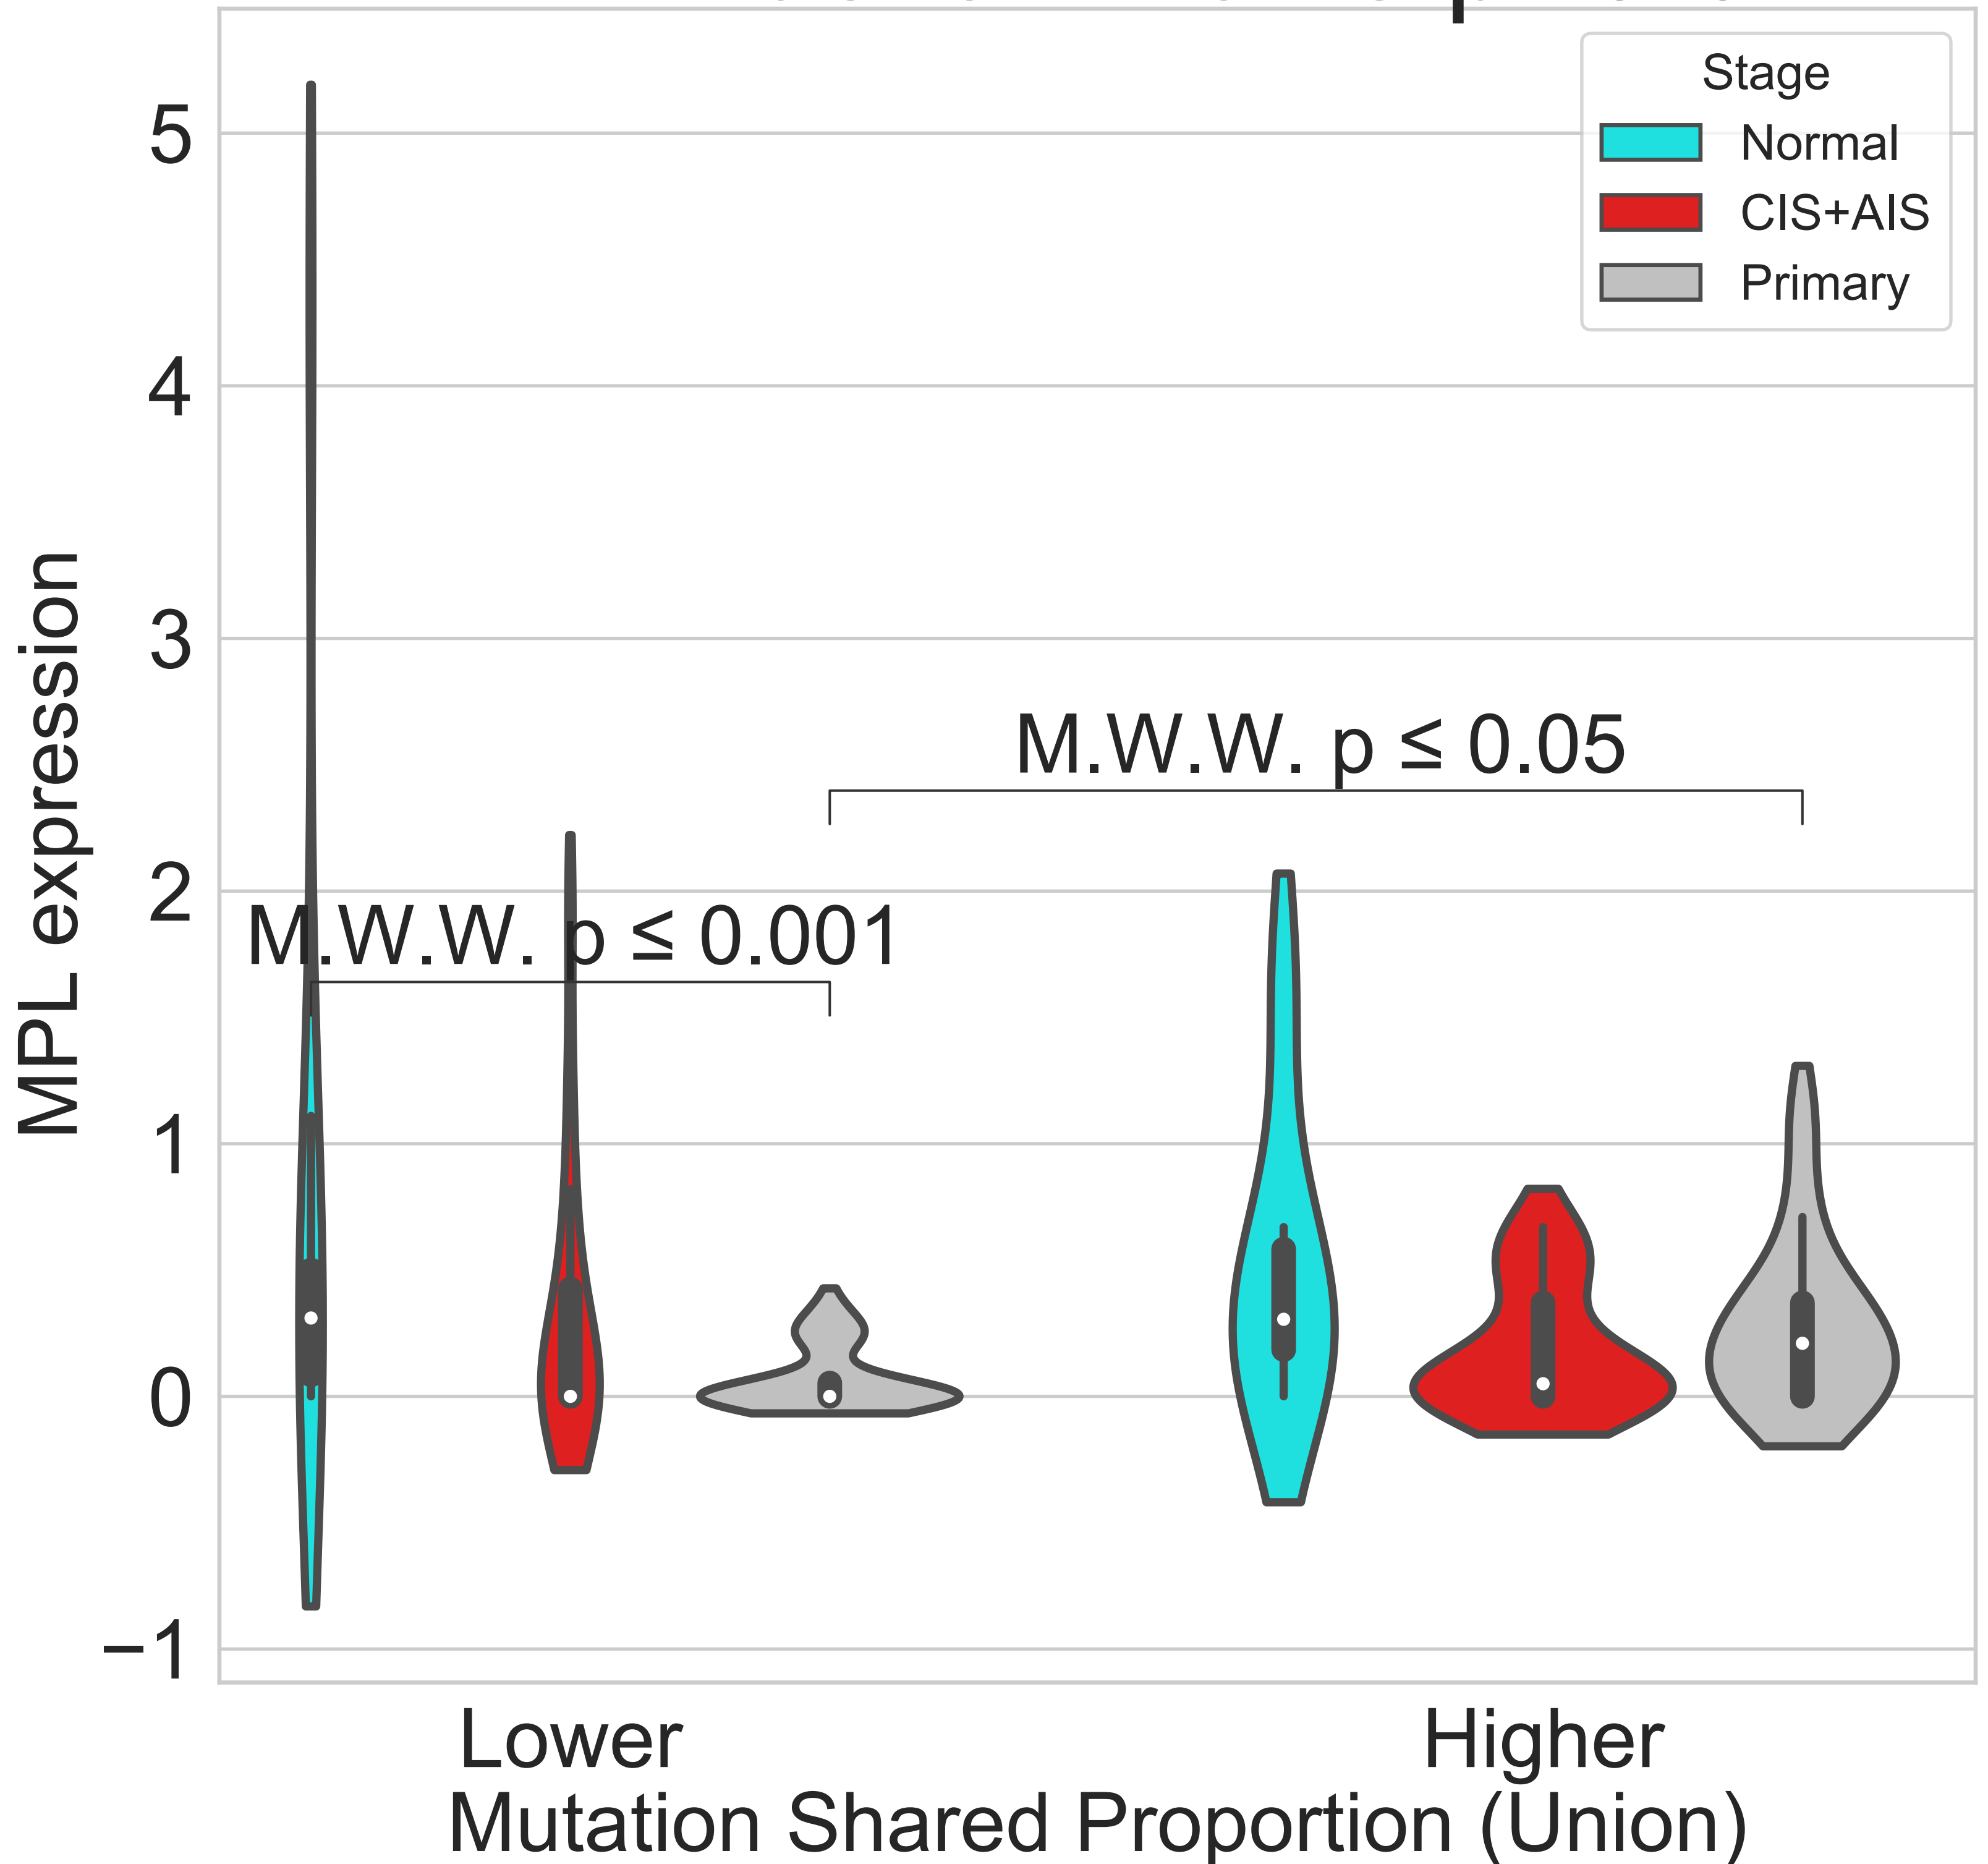 Stage
Normal
CIS+AIS
Primary
5
4
3
2
1
0
−1
MPL expression
M.W.W. p ≤ 0.05
M.W.W. p ≤ 0.001
Lower
Higher
Mutation Shared Proportion (Union)